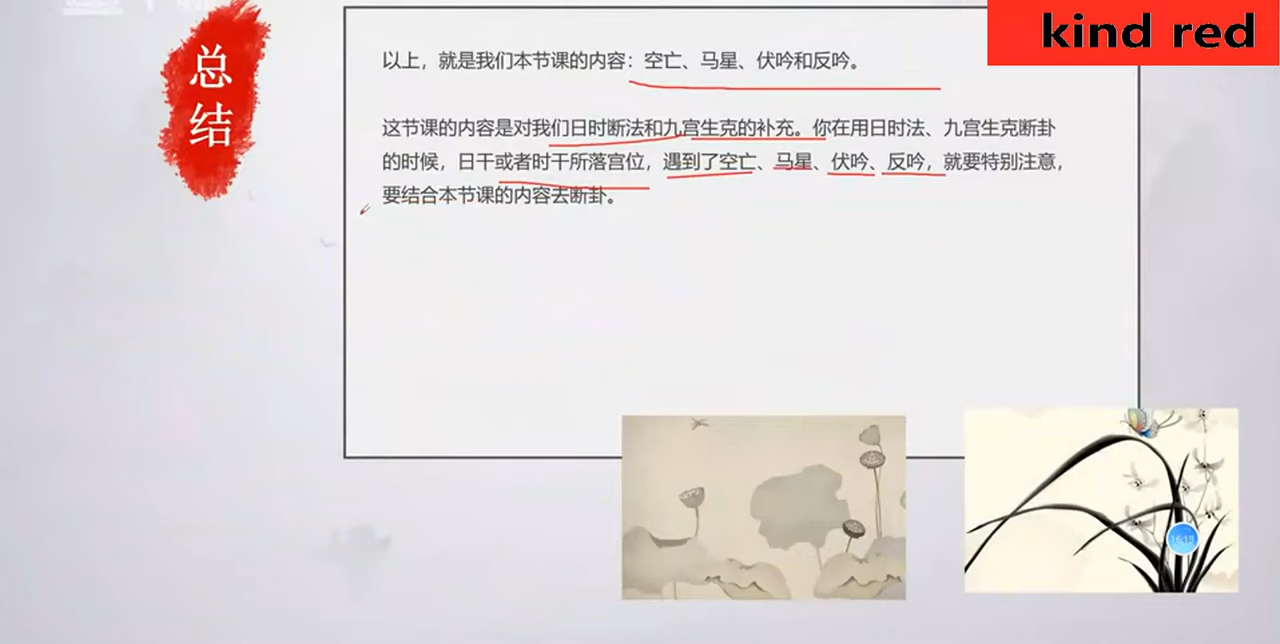 总结
kind red
以上，就是我们本节课的内容：空亡、马星、伏吟和反吟。
这节课的内容是对我们日时断法和九宫生克的补充。你在用日时法、九宫生克断卦
的时候，日干或者时干所落宫位，遇到了空亡、马星、伏吟、反吟，就要特别注意，
要结合本节课的内容去断卦。